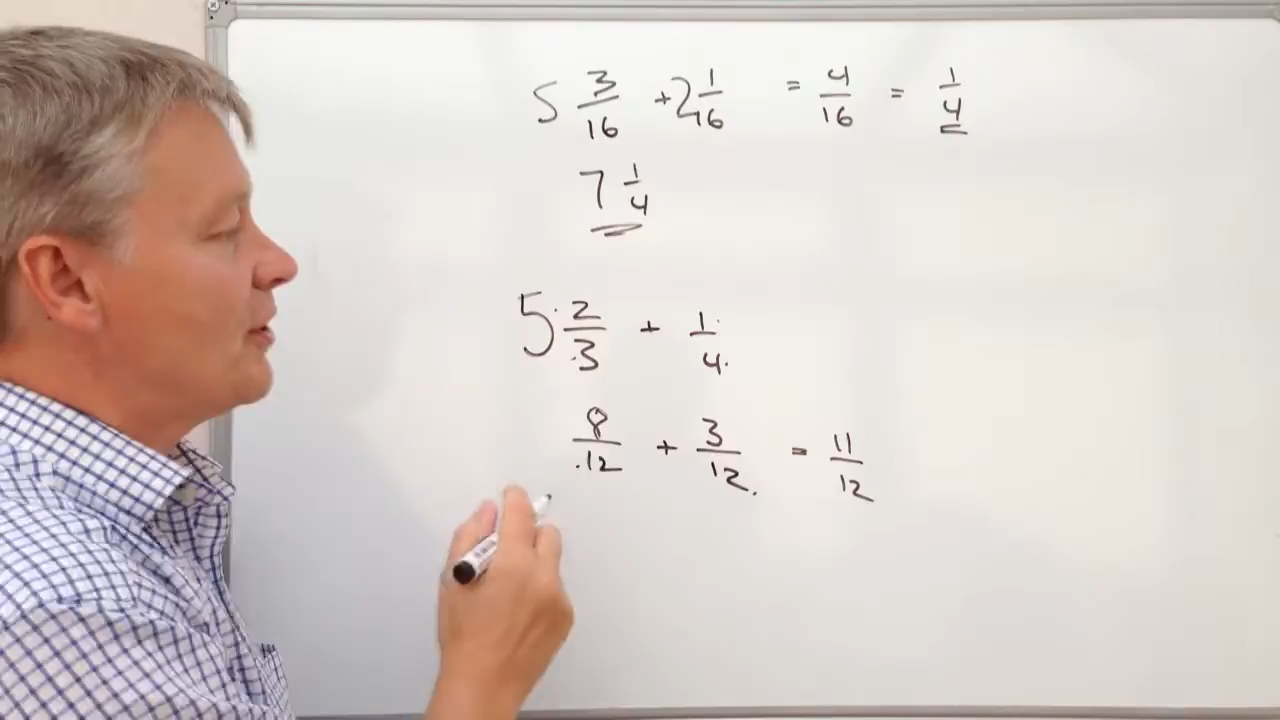 5 3/16 + 2 1/16 = 4/16 = 1/4
7 1/4
5 2/3 + 1/4
8/12 + 3/12 = 11/12